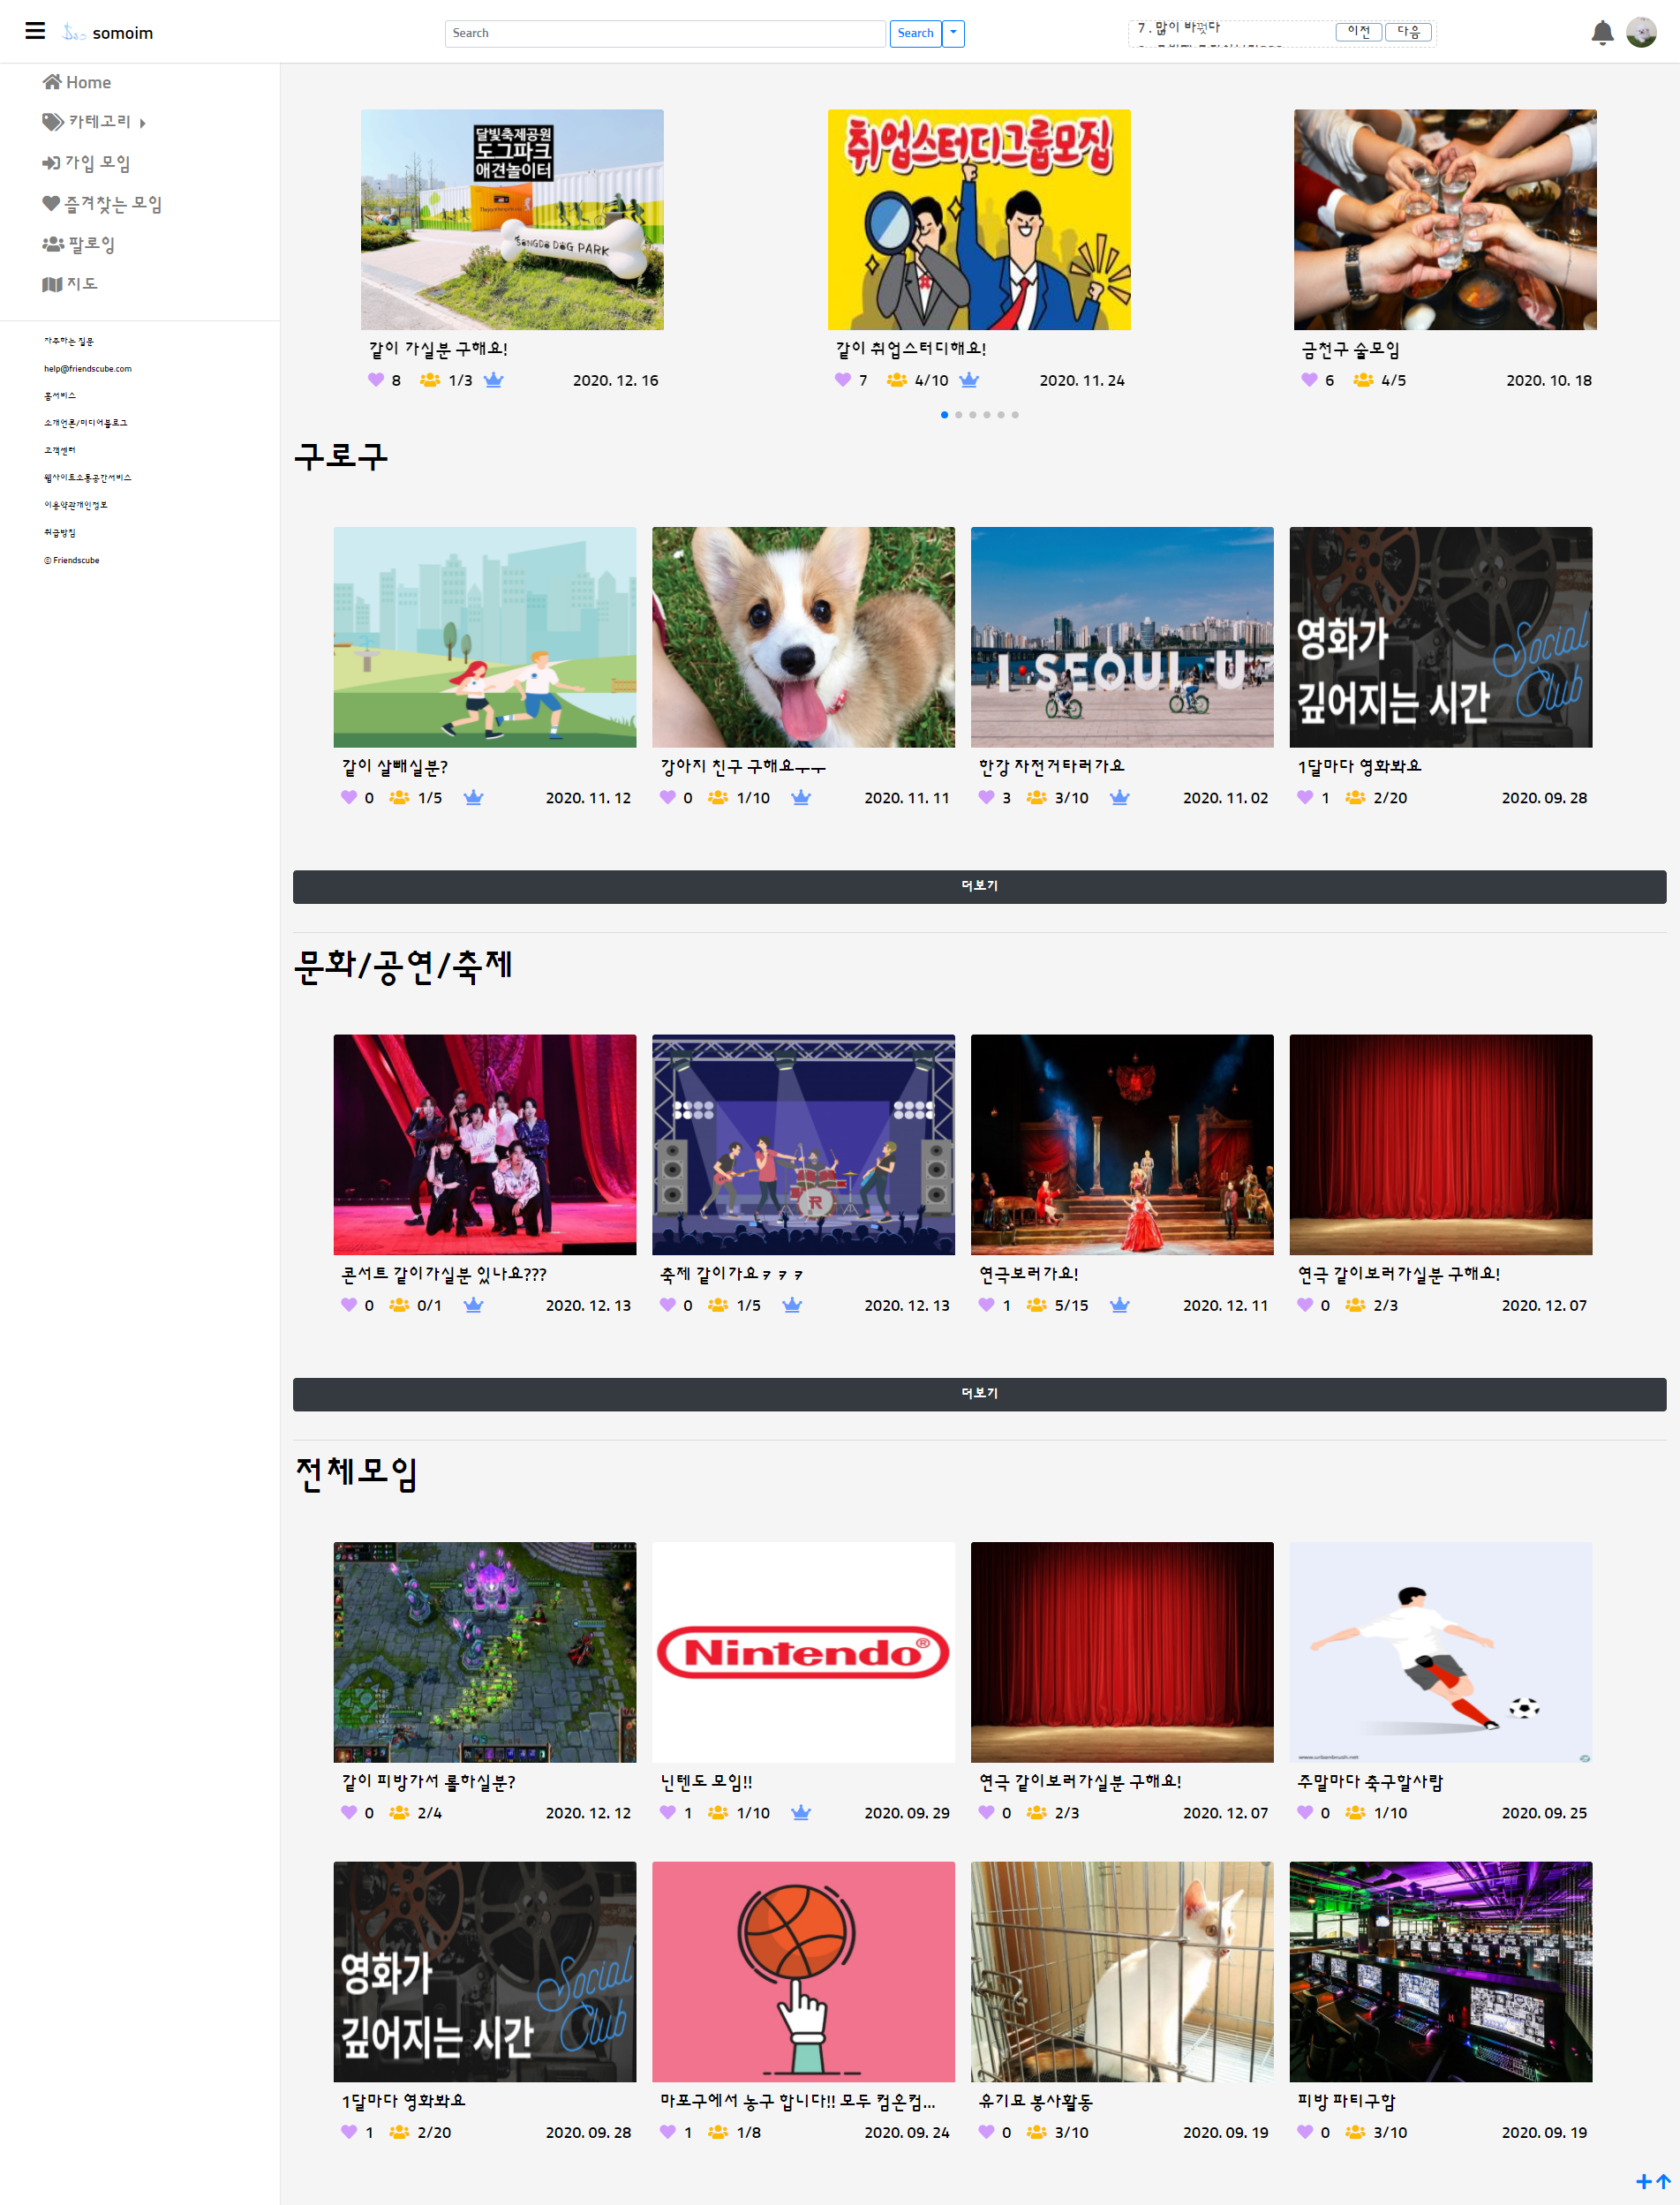 somoim
Search
Search
7 . 많이 바꼇다
이전
다음
Home
카테고리
가입 모임
즐겨찾는 모임
팔로잉
지도
자주하는 질문
help@friendscube.com
홈서비스
소개언론/미디어블로그
고객센터
웹사이트소통공간서비스
이용약관개인정보
취급방침
ⓒ Friendscube
달빛축제공원
도그파크
애견놀이터
SONGDO DOG PARK
같이 가실분 구해요!
8 1/3 2020. 12. 16
취업스터디그룹모집
같이 취업스터디해요!
7 4/10 2020. 11. 24
금천구 술모임
6 4/5 2020. 10. 18
구로구
같이 살빼실분?
0 1/5 2020. 11. 12
강아지 친구 구해요ㅜㅜ
0 1/10 2020. 11. 11
I SEOUL U
한강 자전거타러가요
3 3/10 2020. 11. 02
영화가
깊어지는 시간
Social
Club
1달마다 영화봐요
1 2/20 2020. 09. 28
더보기
문화/공연/축제
콘서트 같이가실분 있나요???
0 0/1 2020. 12. 13
R
축제 같이가요 ㅋ ㅋ ㅋ
0 1/5 2020. 12. 13
연극보러가요!
1 5/15 2020. 12. 11
연극 같이보러가실분 구해요!
0 2/3 2020. 12. 07
더보기
전체모임
같이 피방가서 롤하실분?
0 2/4 2020. 12. 12
Nintendo®
닌텐도 모임!!
1 1/10 2020. 09. 29
연극 같이보러가실분 구해요!
0 2/3 2020. 12. 07
www.urbanbrush.net
주말마다 축구할사람
0 1/10 2020. 09. 25
영화가
깊어지는 시간
Social
Club
1달마다 영화봐요
1 2/20 2020. 09. 28
마포구에서 농구 합니다!! 모두 컴온컴...
1 1/8 2020. 09. 24
유기묘 봉사활동
0 3/10 2020. 09. 19
피방 파티구함
0 3/10 2020. 09. 19